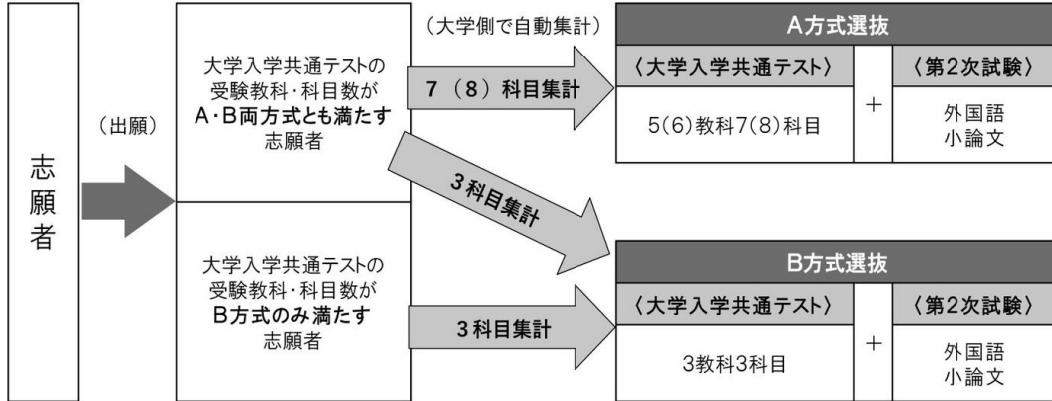 志願者
（出願）
大学入学共通テストの
受験教科・科目数が
A・B両方式とも満たす
志願者
大学入学共通テストの
受験教科・科目数が
B方式のみ満たす
志願者
（大学側で自動集計）
7（8）科目集計
3科目集計
3科目集計
A方式選抜
〈大学入学共通テスト〉
＋
〈第2次試験〉
5(6)教科7(8)科目
外国語
小論文
B方式選抜
〈大学入学共通テスト〉
＋
〈第2次試験〉
3教科3科目
外国語
小論文